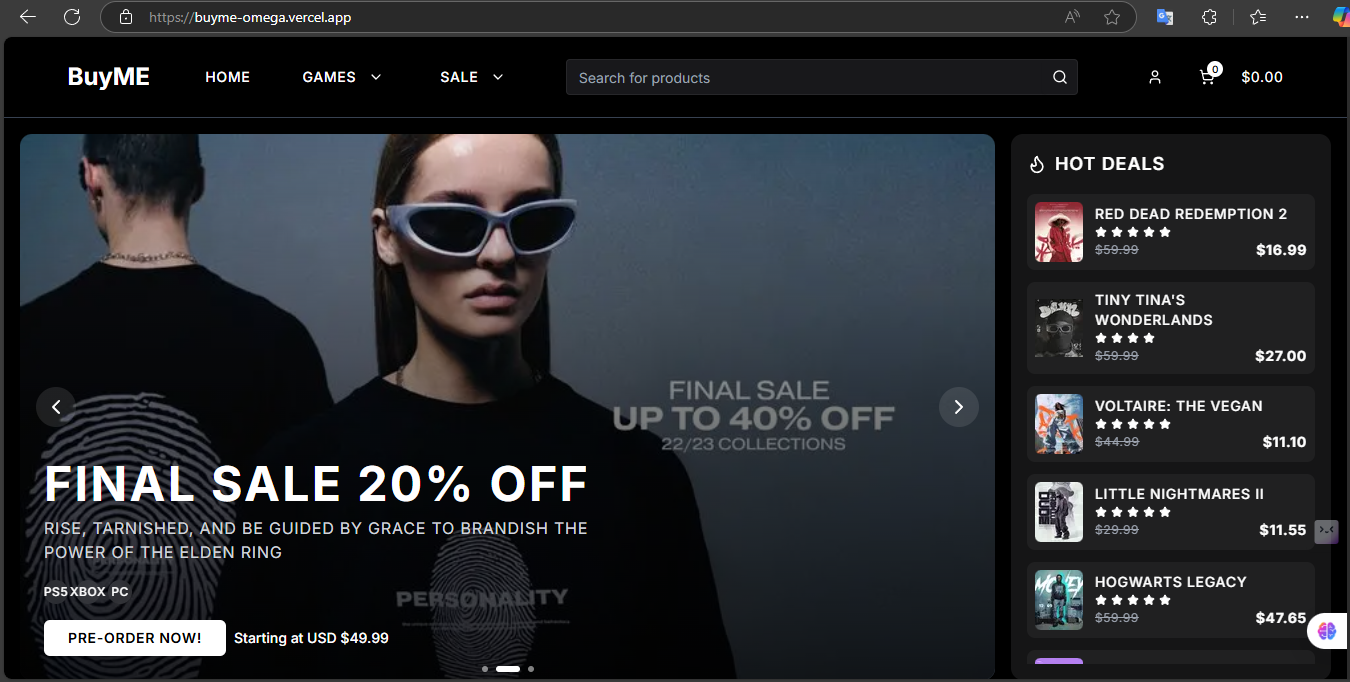 https://buyme-omega.vercel.app
BuyME
HOME
GAMES
SALE
Search for products
0
$0.00
FINAL SALE
UP TO 40% OFF
22/23 COLLECTIONS
FINAL SALE 20% OFF
RISE, TARNISHED, AND BE GUIDED BY GRACE TO BRANDISH THE
POWER OF THE ELDEN RING
PS5 XBOX PC
PERSONALITY
PRE-ORDER NOW!
Starting at USD $49.99
HOT DEALS
RED DEAD REDEMPTION 2
$59.99
$16.99
TINY TINA'S
WONDERLANDS
$59.99
$27.00
VOLTAIRE: THE VEGAN
$44.99
$11.10
LITTLE NIGHTMARES II
$29.99
$11.55
HOGWARTS LEGACY
$59.99
$47.65